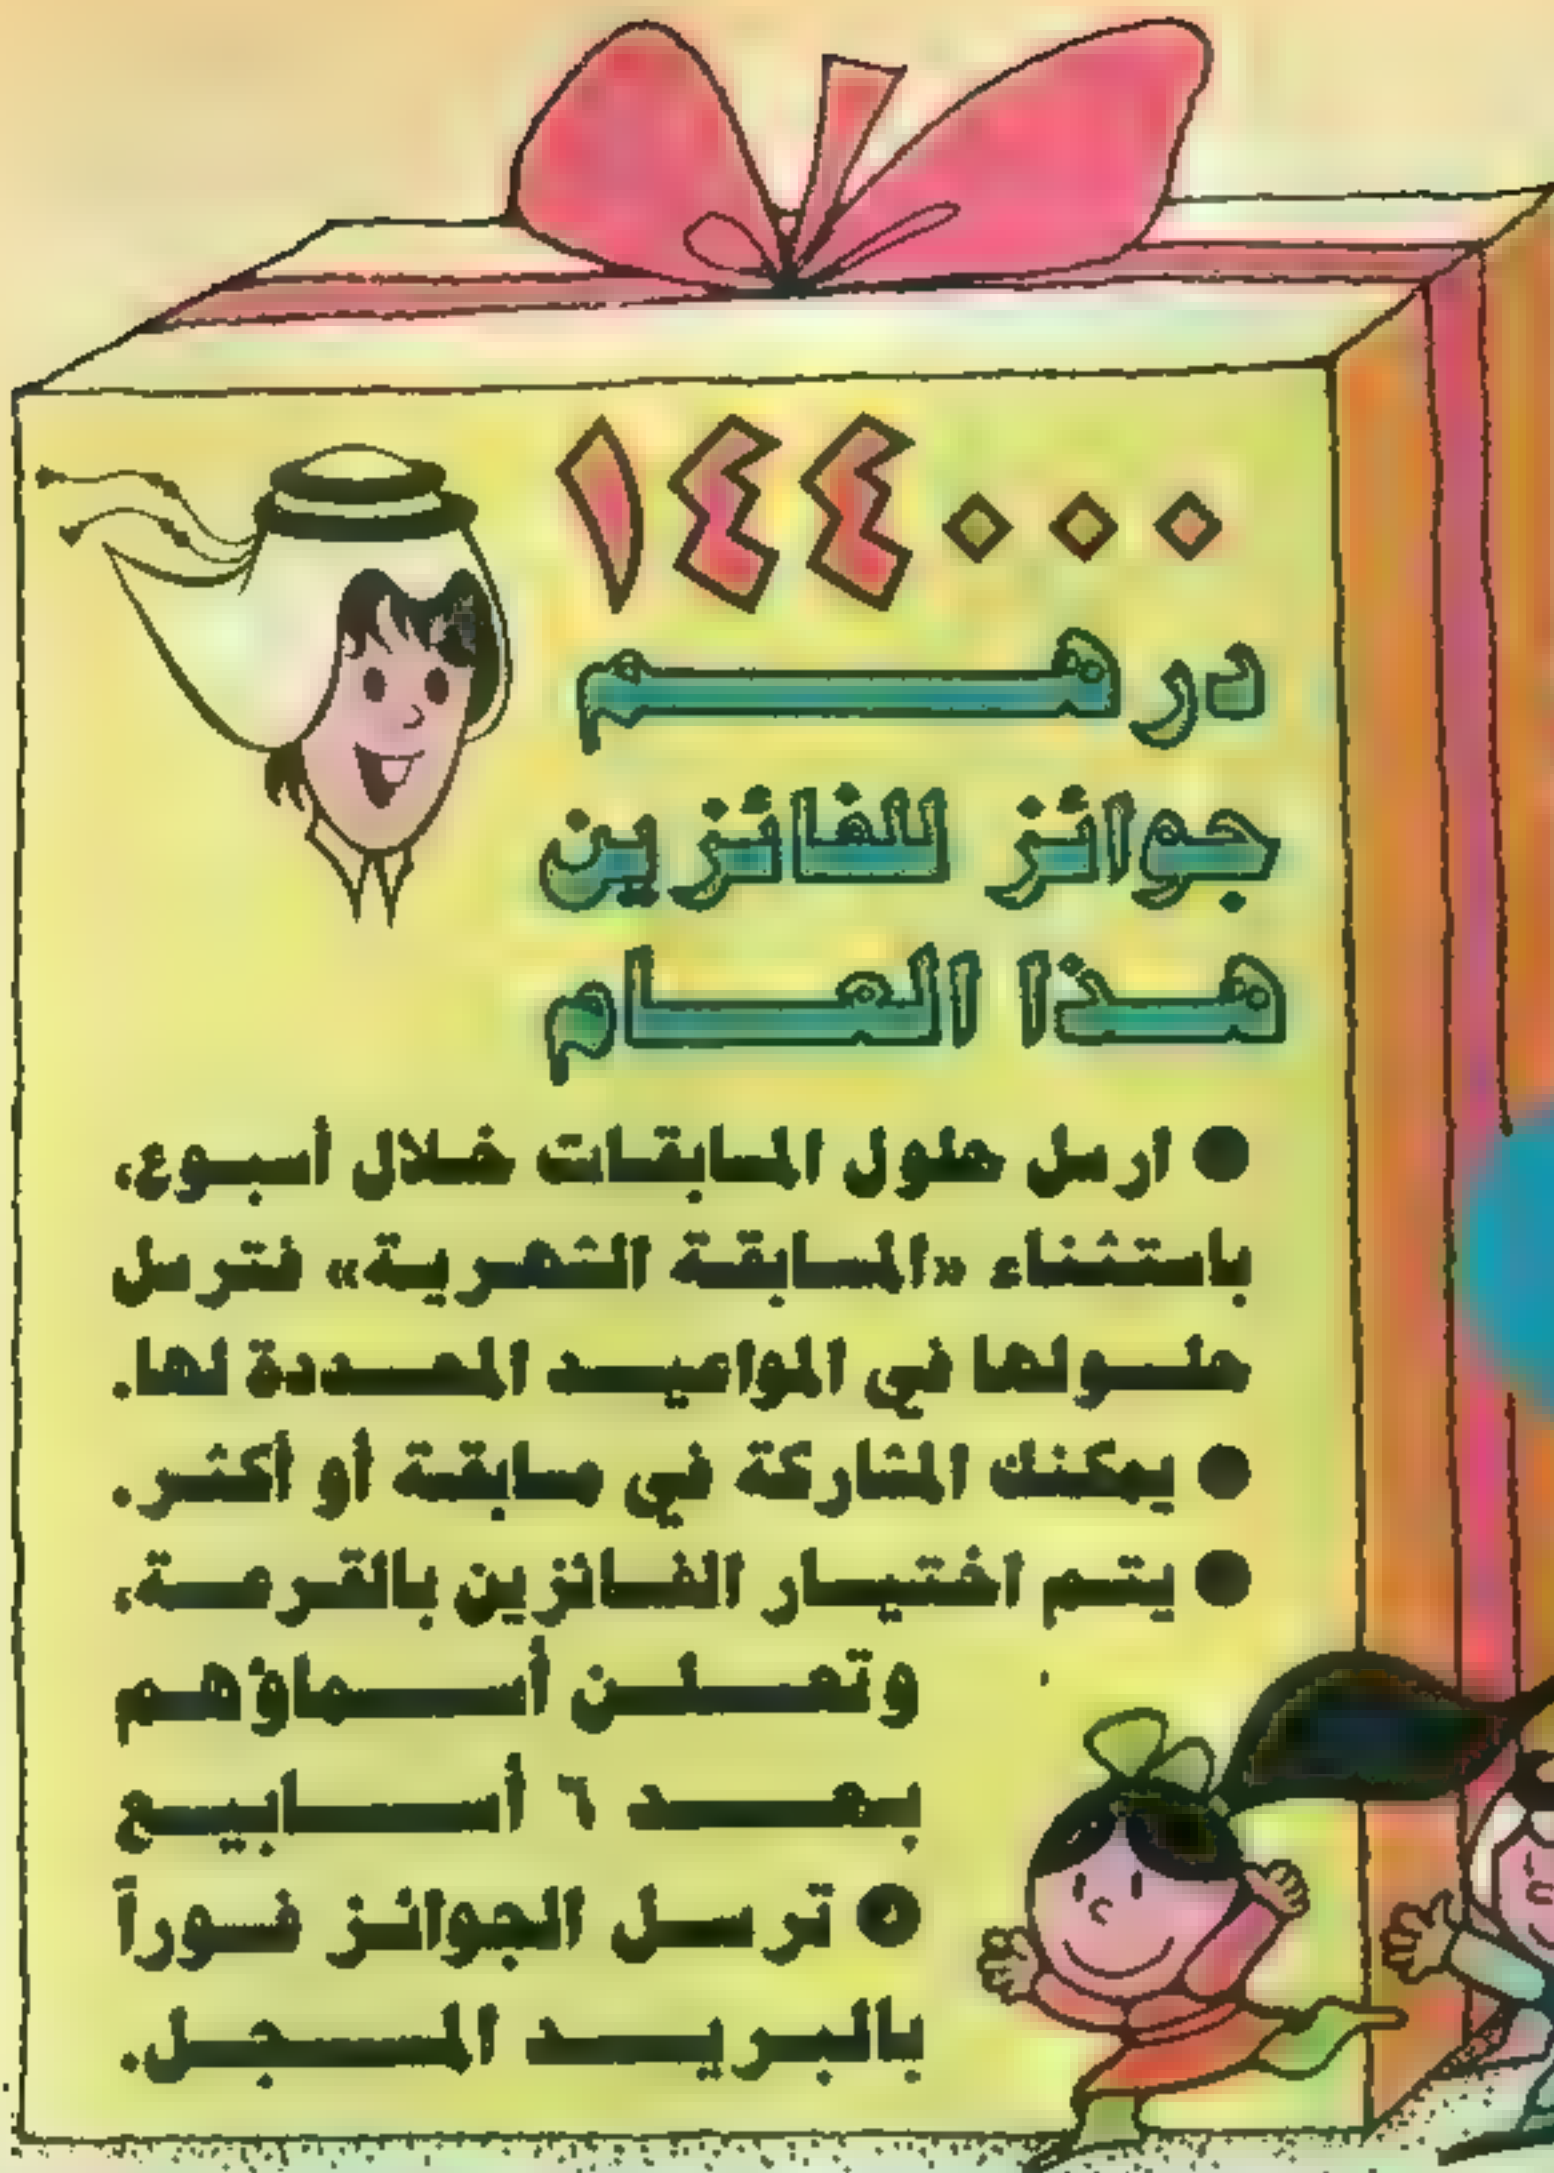 ١٤٤٠٠٠
درهم
جوائز للفائزين
هذا العام
● ارسل حلول المسابقات خلال أسبوع،
باستثناء «المسابقة الشهرية» فترسل
حلولها في المواعيد المحددة لها.
● يمكنك المشاركة في مسابقة أو أكثر.
● يتم اختيار الفائزين بالقرعة،
وتعلن أسماؤهم
بعد ٦ أسابيع
● ترسل الجوائز فوراً
بالبريد المسجل.